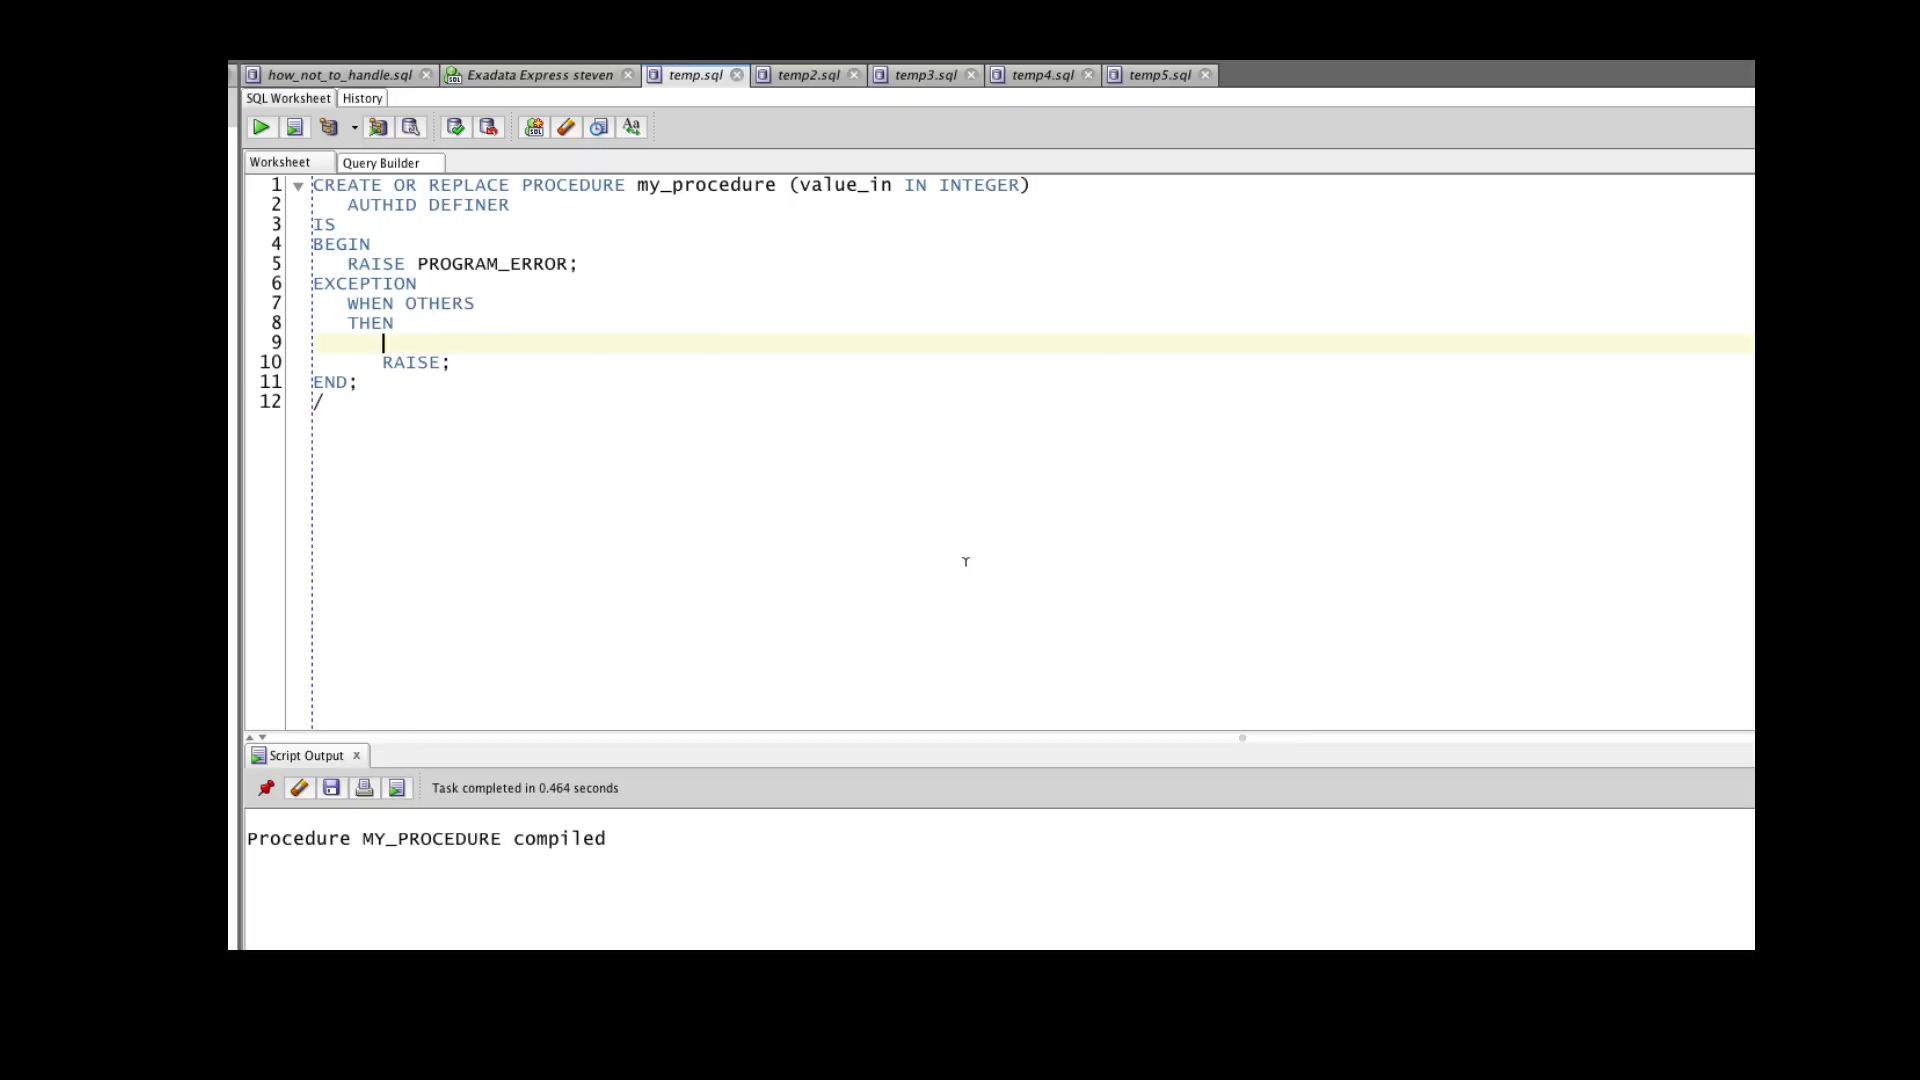 how_not_to_handle.sql Exadata Express steven temp.sql temp2.sql temp3.sql temp4.sql temp5.sql
SQL Worksheet History
Worksheet Query Builder
1 CREATE OR REPLACE PROCEDURE my_procedure (value_in IN INTEGER)
2 AUTHID DEFINER
3 IS
4 BEGIN
5 RAISE PROGRAM_ERROR;
6 EXCEPTION
7 WHEN OTHERS
8 THEN
9
10 RAISE;
11 END;
12 /
Script Output x
Task completed in 0.464 seconds
Procedure MY_PROCEDURE compiled